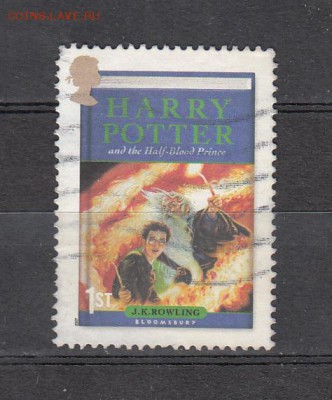 COINS.LAVE.RU
HARRY
POTTER
and the Half-Blood Prince
1ST
J.K.ROWLING
BLOOMSBURY